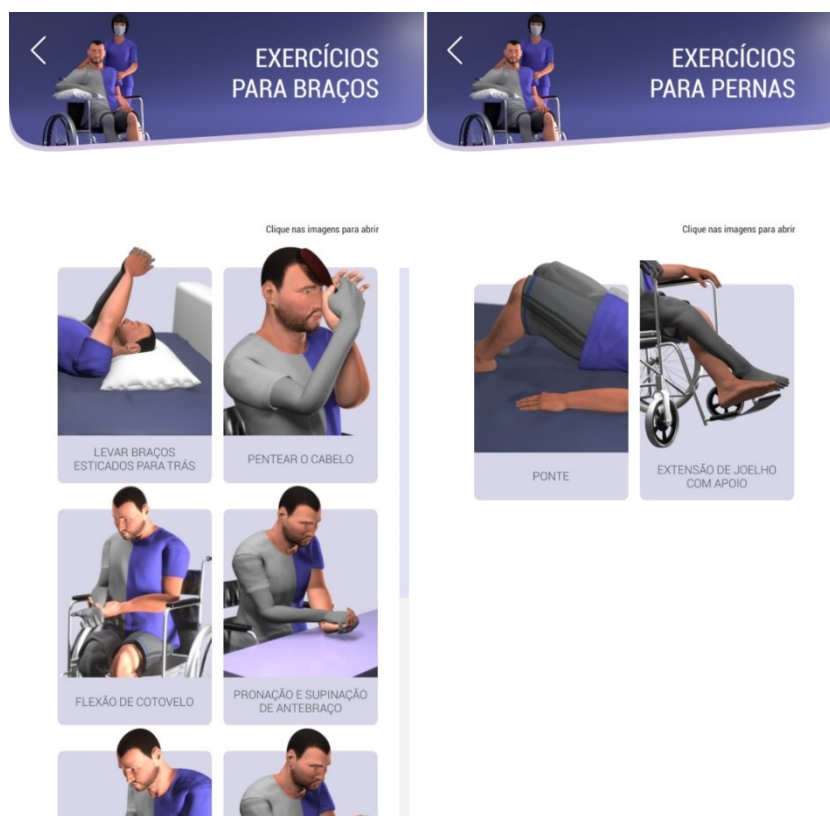 EXERCÍCIOS
PARA BRAÇOS
Clique nas imagens para abrir
LEVAR BRAÇOS
ESTICADOS PARA TRÁS
PENTEAR O CABELO
FLEXÃO DE COTOVELO
PRONAÇÃO E SUPINAÇÃO
DE ANTEBRAÇO
EXERCÍCIOS
PARA PERNAS
Clique nas imagens para abrir
PONTE
EXTENSÃO DE JOELHO
COM APOIO